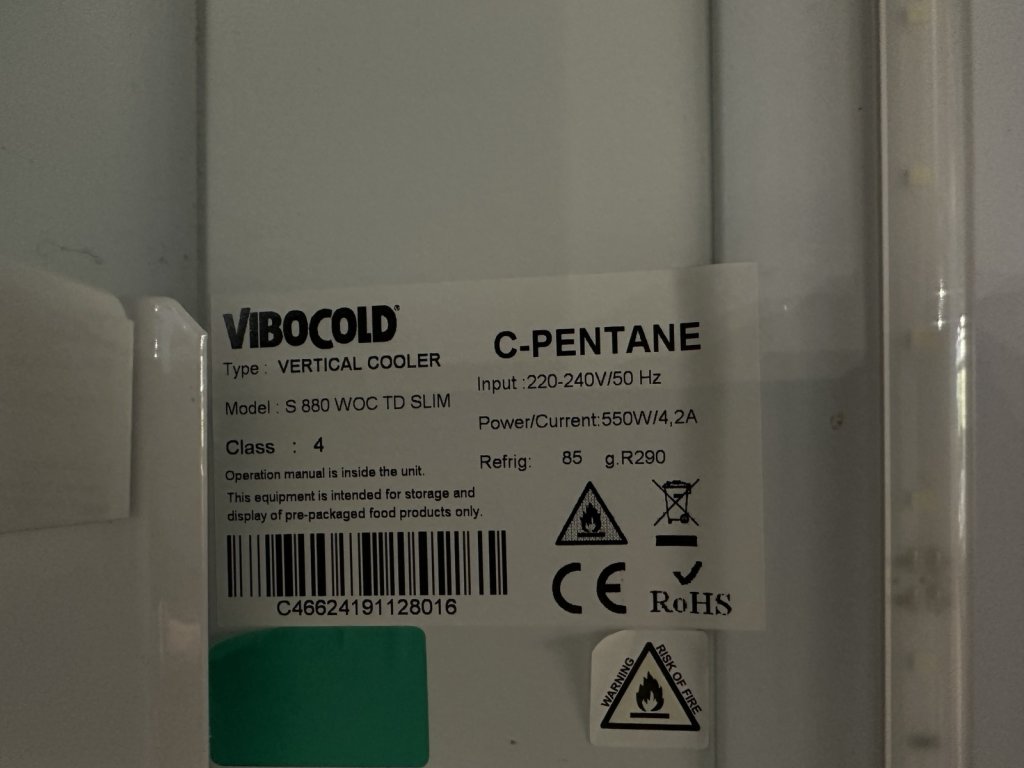 VIBOCOLD®
Type : VERTICAL COOLER
Model : S 880 WOC TD SLIM
Class : 4
Operation manual is inside the unit.
This equipment is intended for storage and
display of pre-packaged food products only.
C46624191128016
C-PENTANE
Input :220-240V/50 Hz
Power/Current:550W/4,2A
Refrig: 85 g.R290
CE
RoHS
WARNING
RISK OF FIRE